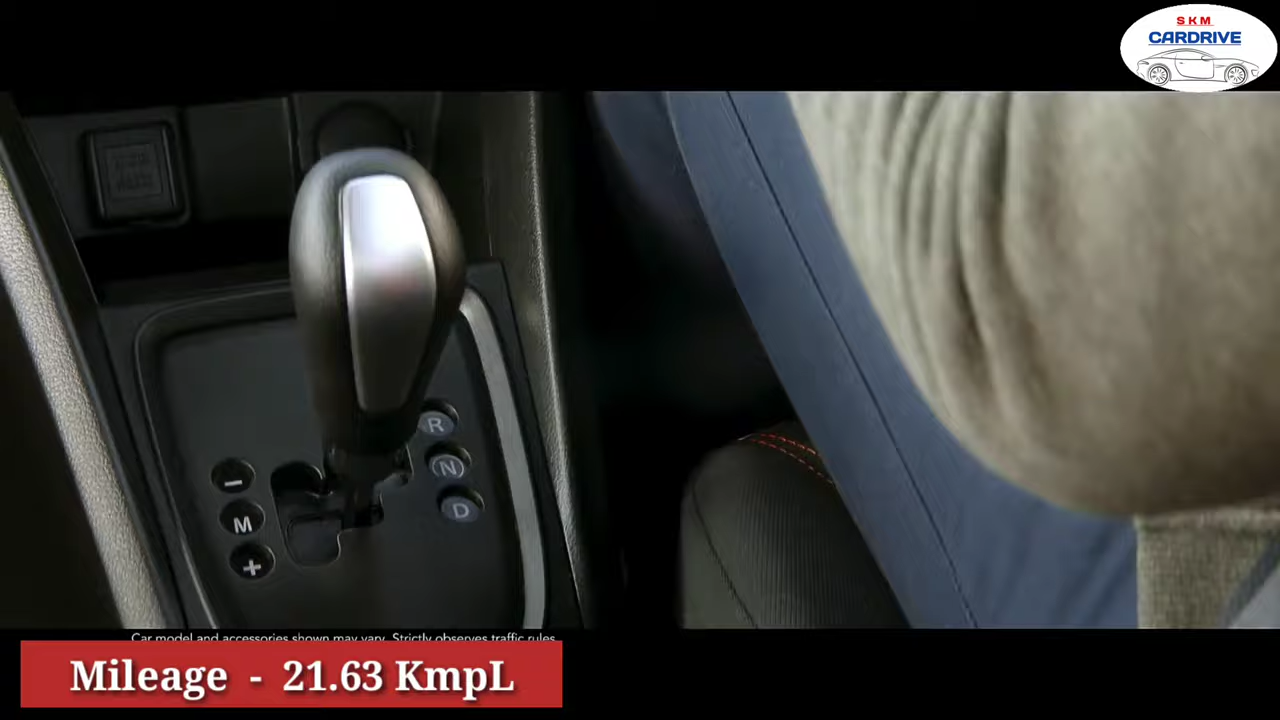 SKM
CARDRIVE
R
N
D
−
M
+
Car model and accessories shown may vary. Strictly observes traffic rules
Mileage - 21.63 KmpL